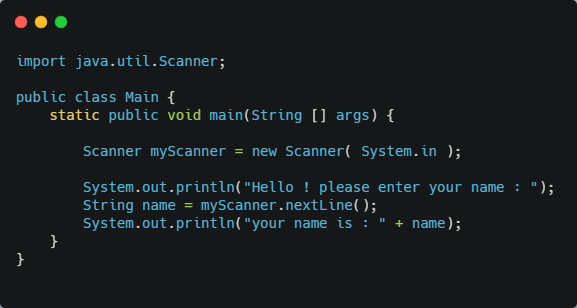 import java.util.Scanner;
public class Main {
static public void main(String [] args) {
Scanner myScanner = new Scanner( System.in );
System.out.println("Hello ! please enter your name : ");
String name = myScanner.nextLine();
System.out.println("your name is : " + name);
}
}